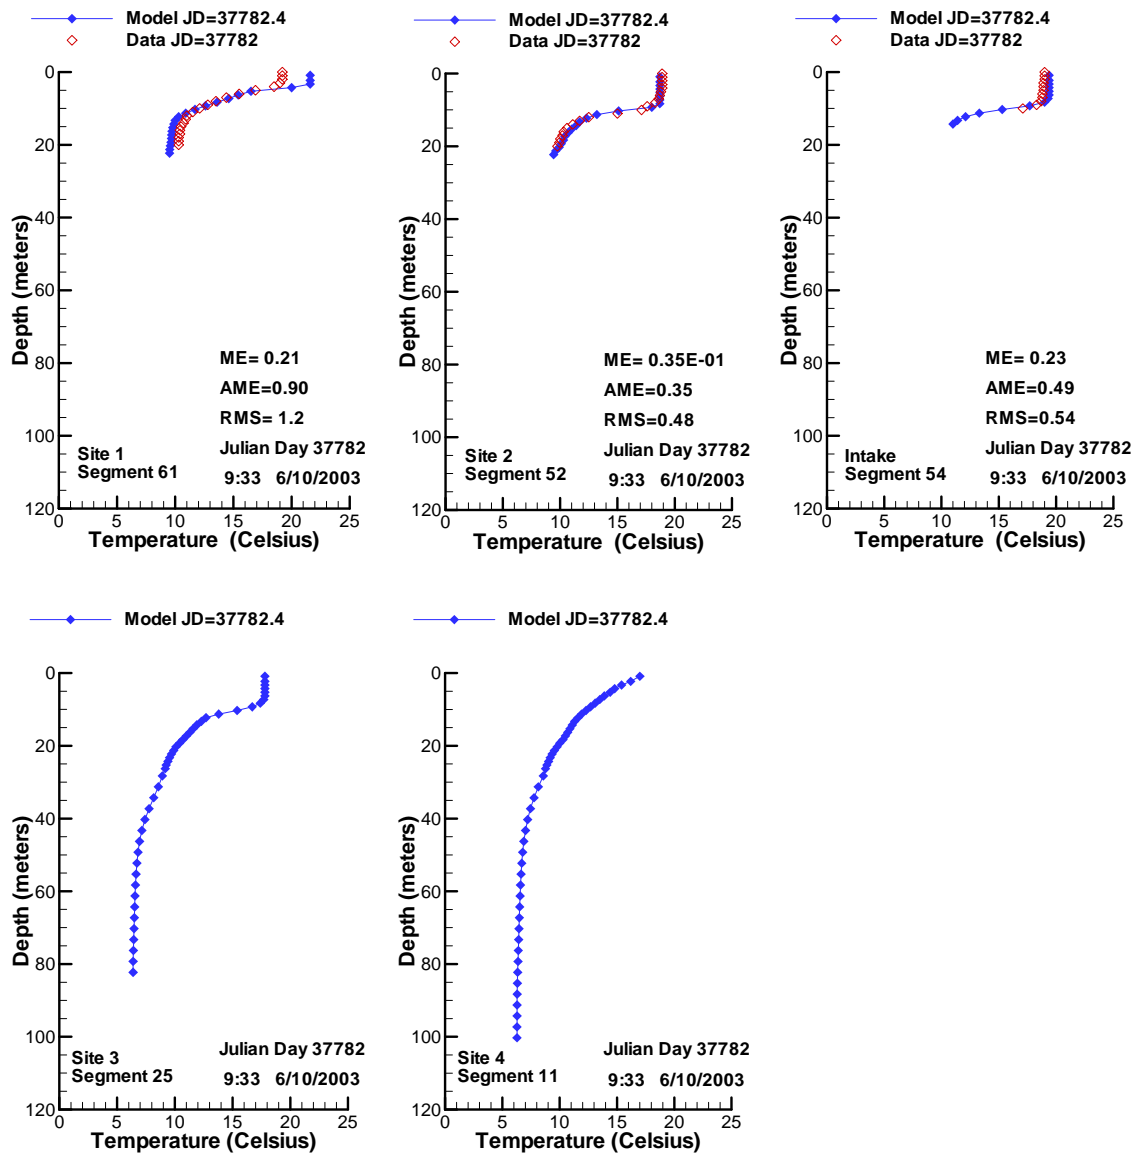 Model JD=37782.4
Data JD=37782
0
20
40
60
80
100
120
Depth (meters)
ME= 0.21
AME=0.90
RMS= 1.2
Julian Day 37782
Site 1
Segment 61
9:33 6/10/2003
0 5 10 15 20 25
Temperature (Celsius)
Model JD=37782.4
Data JD=37782
0
20
40
60
80
100
120
Depth (meters)
ME= 0.35E-01
AME=0.35
RMS=0.48
Julian Day 37782
Site 2
Segment 52
9:33 6/10/2003
0 5 10 15 20 25
Temperature (Celsius)
Model JD=37782.4
Data JD=37782
0
20
40
60
80
100
120
Depth (meters)
ME= 0.23
AME=0.49
RMS=0.54
Julian Day 37782
Intake
Segment 54
9:33 6/10/2003
0 5 10 15 20 25
Temperature (Celsius)
Model JD=37782.4
0
20
40
60
80
100
120
Depth (meters)
Julian Day 37782
Site 3
Segment 25
9:33 6/10/2003
0 5 10 15 20 25
Temperature (Celsius)
Model JD=37782.4
0
20
40
60
80
100
120
Depth (meters)
Julian Day 37782
Site 4
Segment 11
9:33 6/10/2003
0 5 10 15 20 25
Temperature (Celsius)